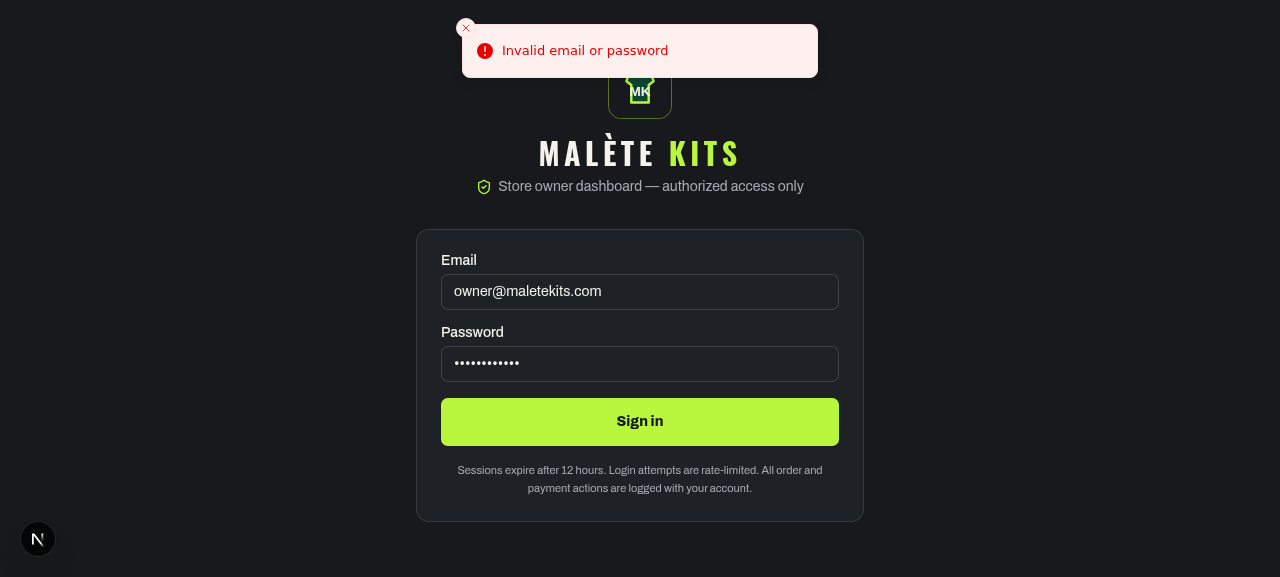 Invalid email or password
MK
MALÈTE KITS
Store owner dashboard — authorized access only
Email
owner@maletekits.com
Password
••••••••••••
Sign in
Sessions expire after 12 hours. Login attempts are rate-limited. All order and
payment actions are logged with your account.
N